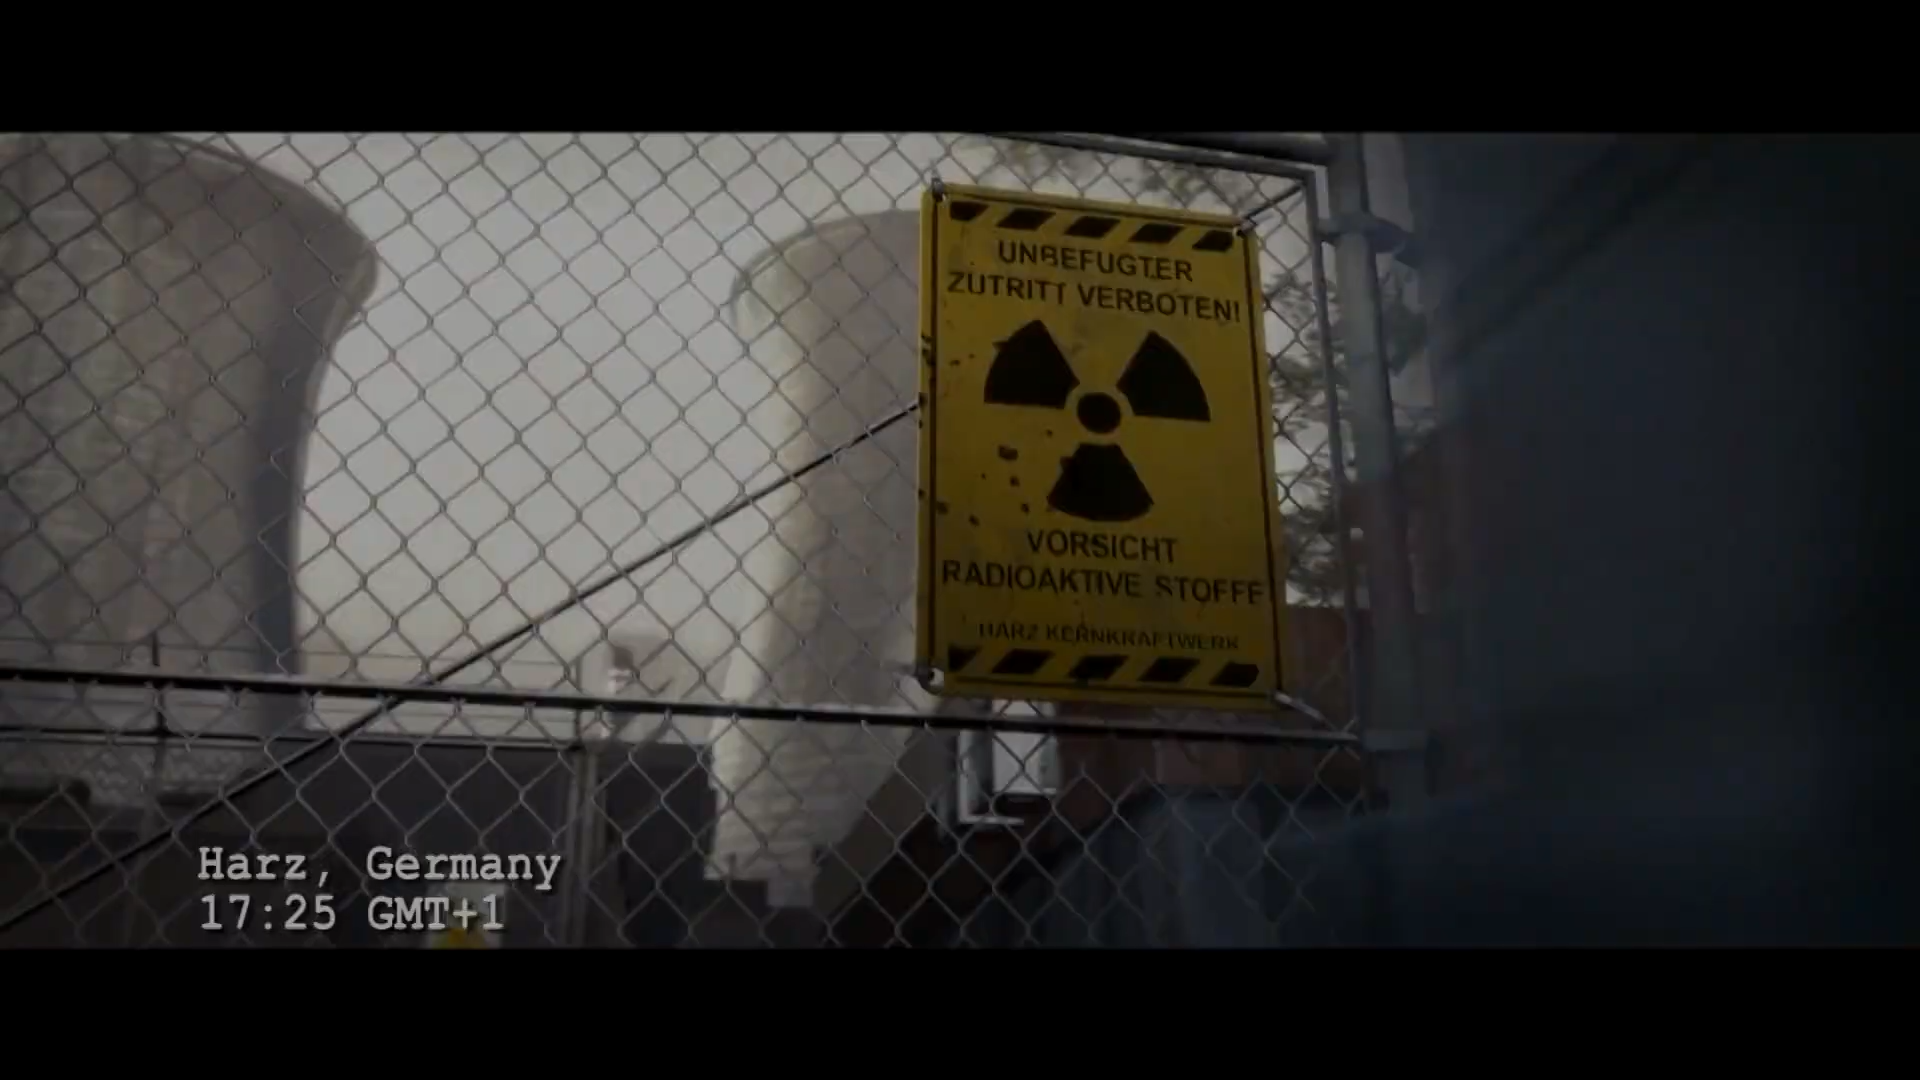 UNBEFUGTER
ZUTRITT VERBOTEN!
VORSICHT
RADIOAKTIVE STOFFE
HARZ KERNKRAFTWERK
Harz, Germany
17:25 GMT+1